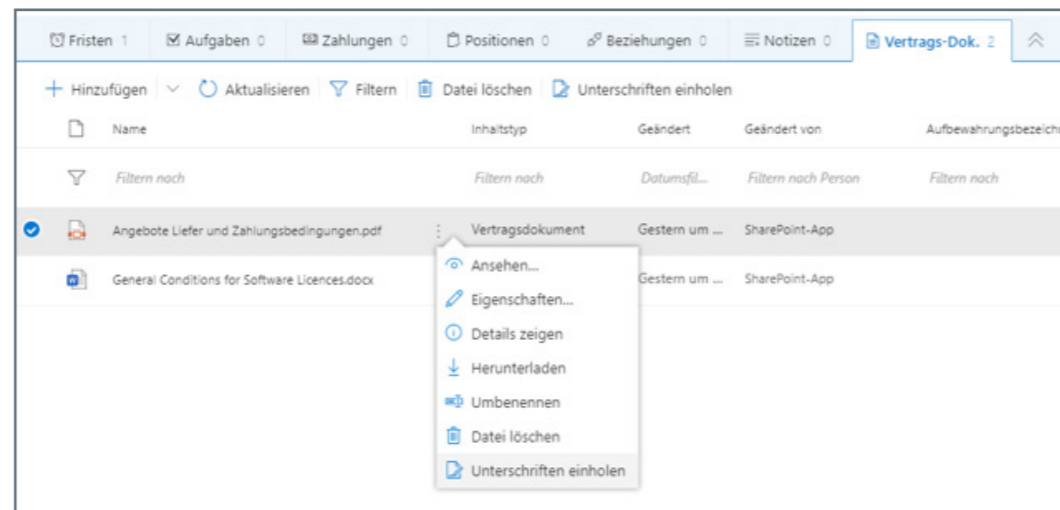 Fristen 1 Aufgaben 0 Zahlungen 0 Positionen 0 Beziehungen 0 Notizen 0 Vertrags-Dok. 2
Hinzufügen Aktualisieren Filtern Datei löschen Unterschriften einholen
Name Inhaltstyp Geändert Geändert von Aufbewahrungsbezeich
Filtern nach Filtern nach Datumsfil... Filtern nach Person Filtern nach
Angebote Liefer und Zahlungsbedingungen.pdf Vertragsdokument Gestern um ... SharePoint-App
Ansehen...
General Conditions for Software Licences.docx Gestern um ... SharePoint-App
Eigenschaften...
Details zeigen
Herunterladen
Umbenennen
Datei löschen
Unterschriften einholen